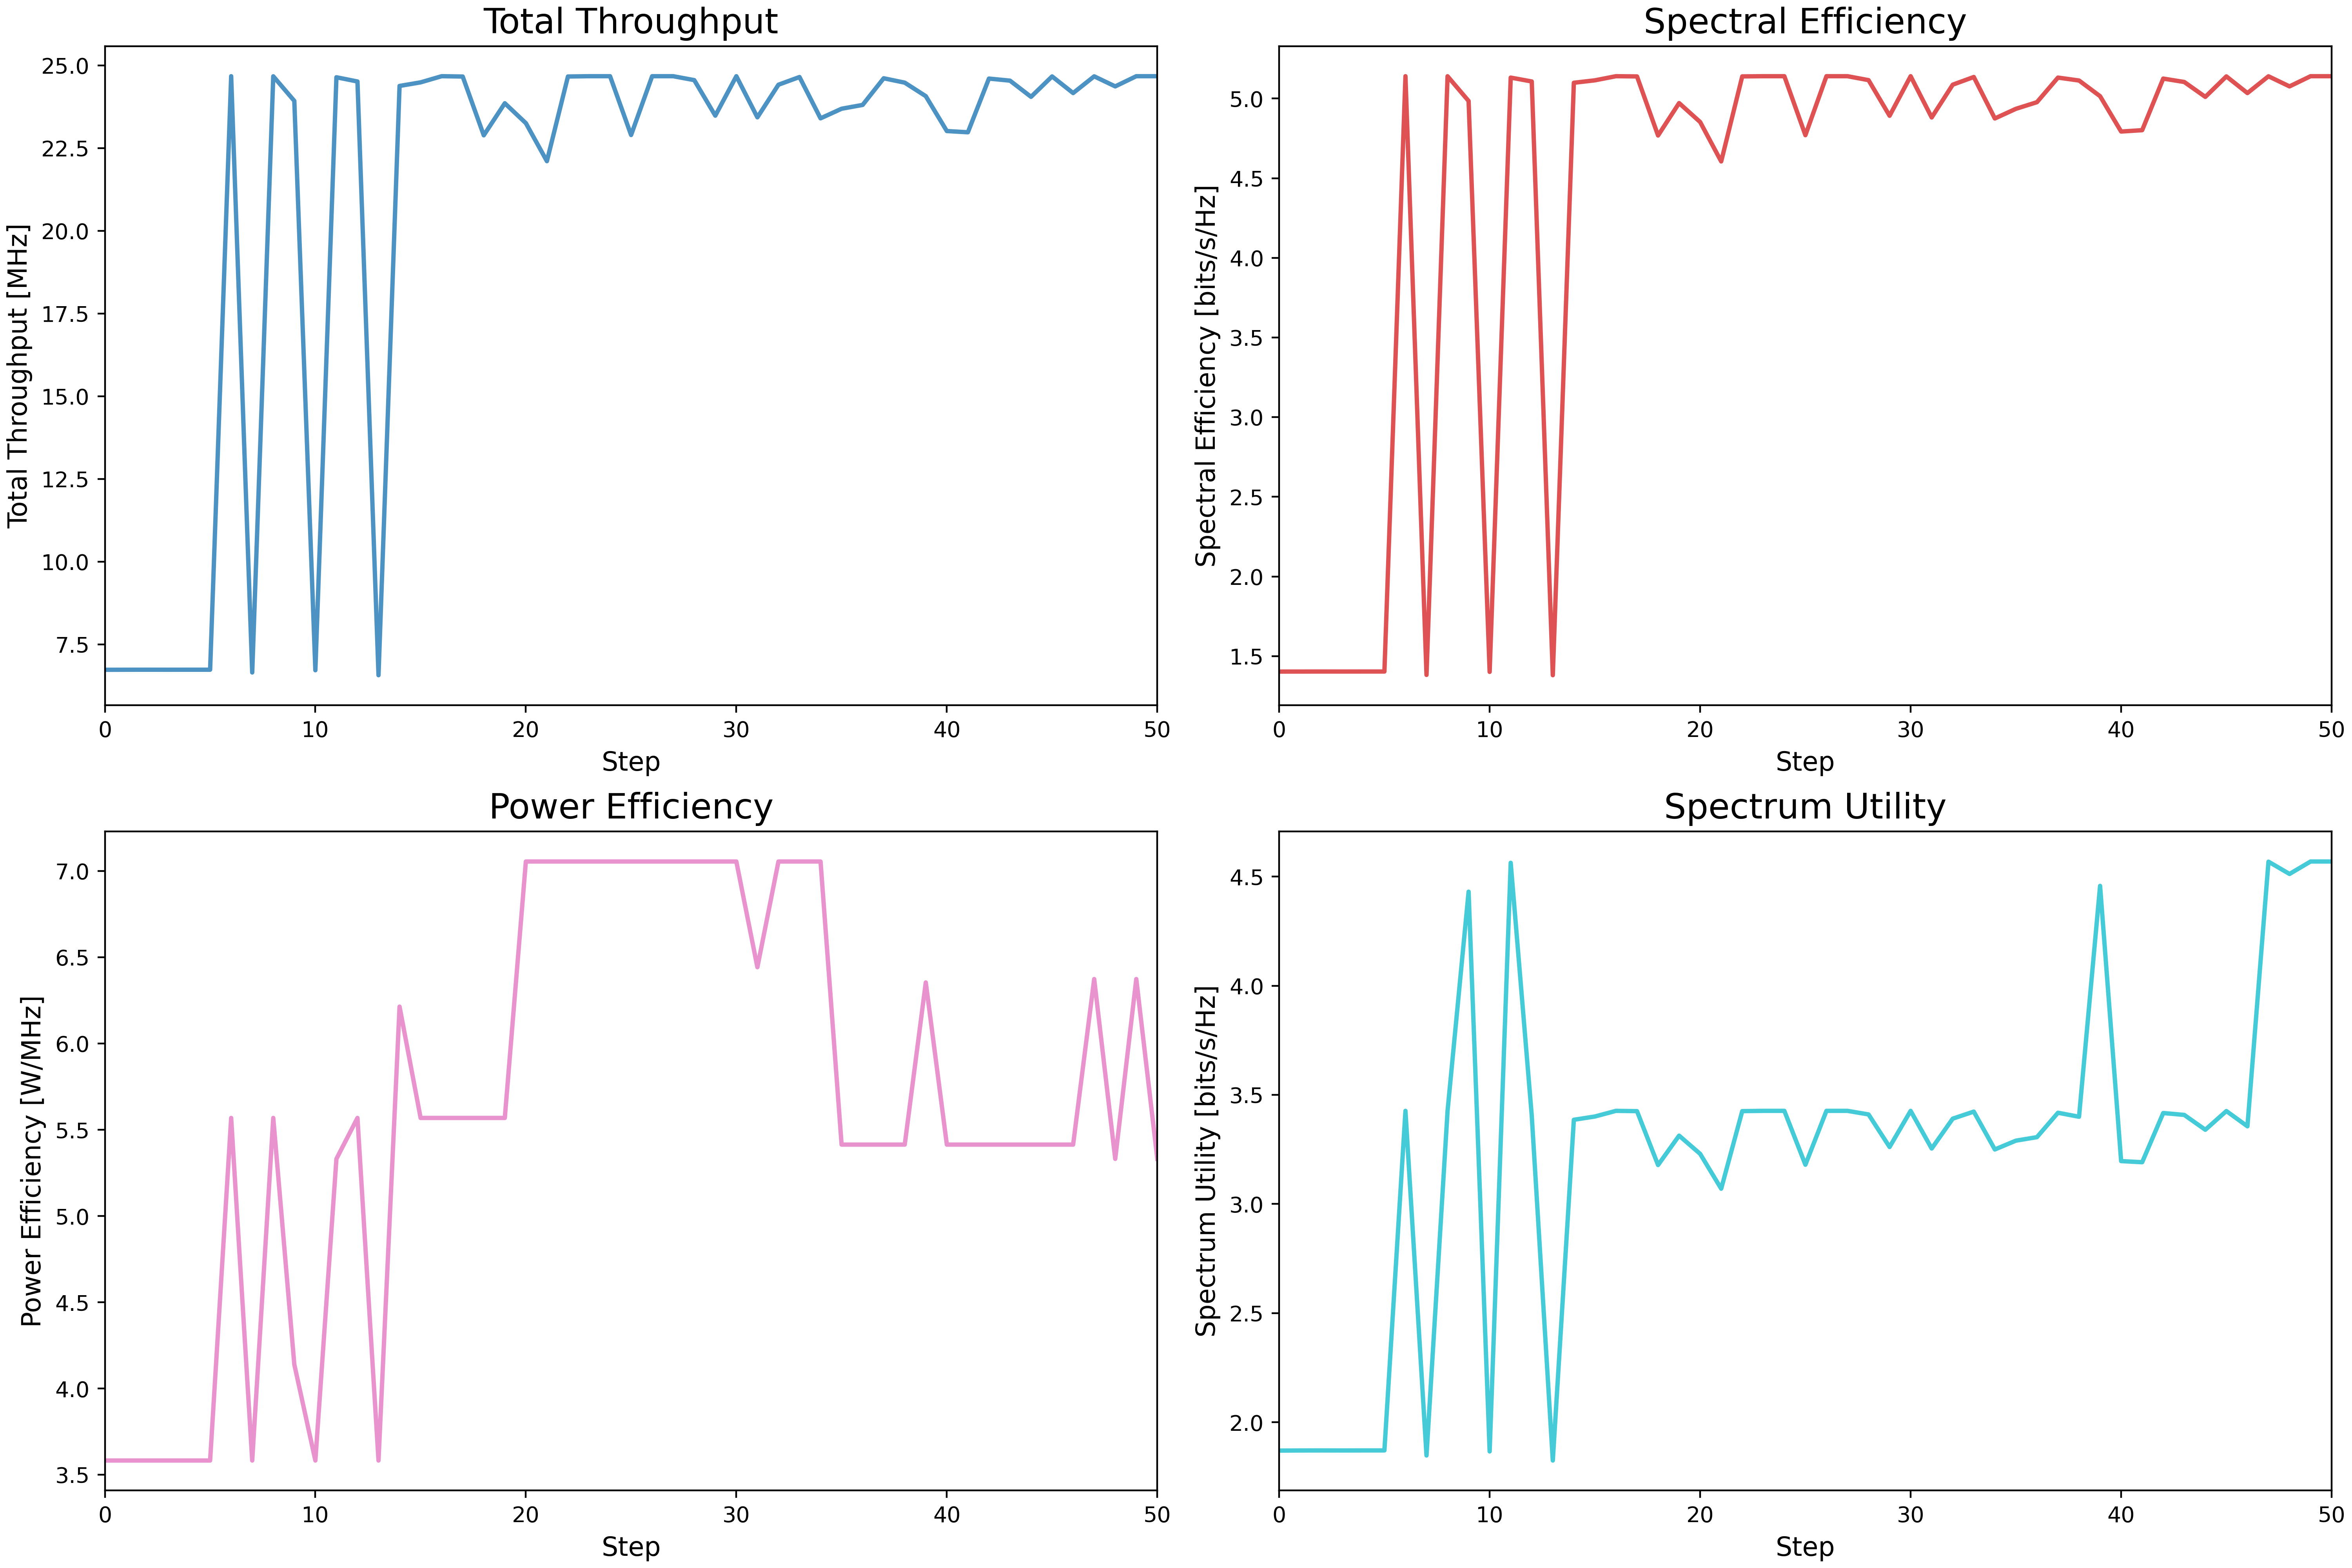 Total Throughput
Total Throughput [MHz]
25.0
22.5
20.0
17.5
15.0
12.5
10.0
7.5
0 10 20 30 40 50
Step
Spectral Efficiency
Spectral Efficiency [bits/s/Hz]
5.0
4.5
4.0
3.5
3.0
2.5
2.0
1.5
0 10 20 30 40 50
Step
Power Efficiency
Power Efficiency [W/MHz]
7.0
6.5
6.0
5.5
5.0
4.5
4.0
3.5
0 10 20 30 40 50
Step
Spectrum Utility
Spectrum Utility [bits/s/Hz]
4.5
4.0
3.5
3.0
2.5
2.0
0 10 20 30 40 50
Step